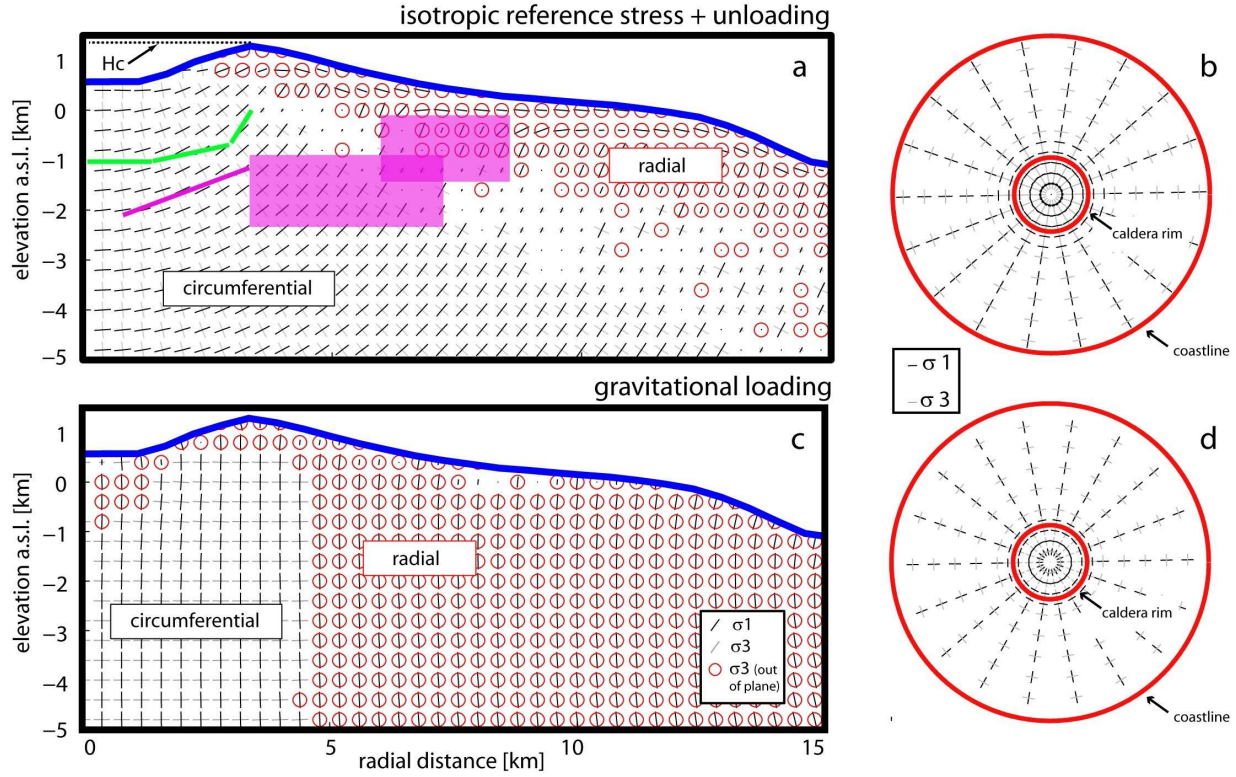 isotropic reference stress + unloading
Hc
a
1
0
−1
−2
−3
−4
−5
elevation a.s.l. [km]
radial
circumferential
b
caldera rim
coastline
– σ 1
– σ 3
gravitational loading
c
1
0
−1
−2
−3
−4
−5
elevation a.s.l. [km]
radial
circumferential
σ1
σ3
σ3 (out
of plane)
0
5
10
15
radial distance [km]
d
caldera rim
coastline